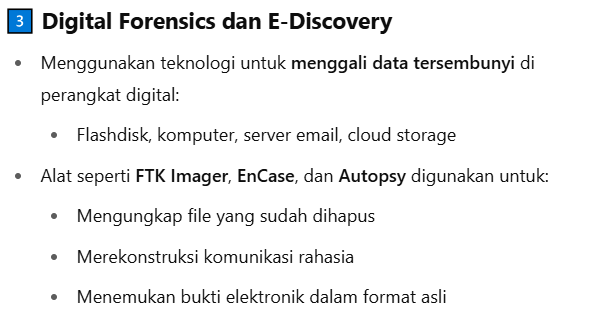 3 Digital Forensics dan E-Discovery
• Menggunakan teknologi untuk menggali data tersembunyi di
perangkat digital:
• Flashdisk, komputer, server email, cloud storage
• Alat seperti FTK Imager, EnCase, dan Autopsy digunakan untuk:
• Mengungkap file yang sudah dihapus
• Merekonstruksi komunikasi rahasia
• Menemukan bukti elektronik dalam format asli